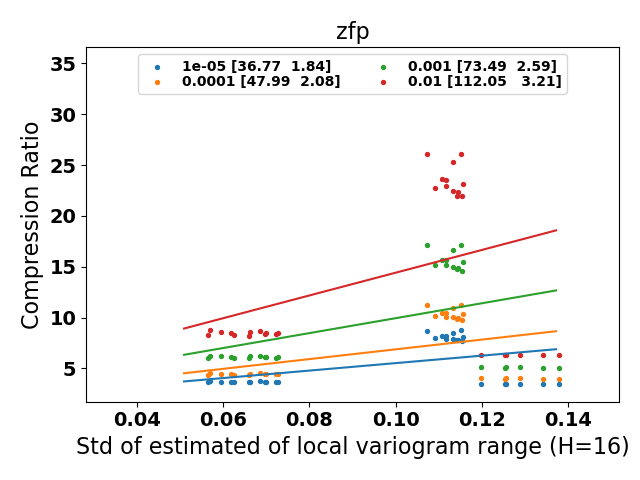 zfp
1e-05 [36.77  1.84]
0.0001 [47.99  2.08]
0.001 [73.49  2.59]
0.01 [112.05   3.21]
Compression Ratio
35
30
25
20
15
10
5
0.04 0.06 0.08 0.10 0.12 0.14
Std of estimated of local variogram range (H=16)